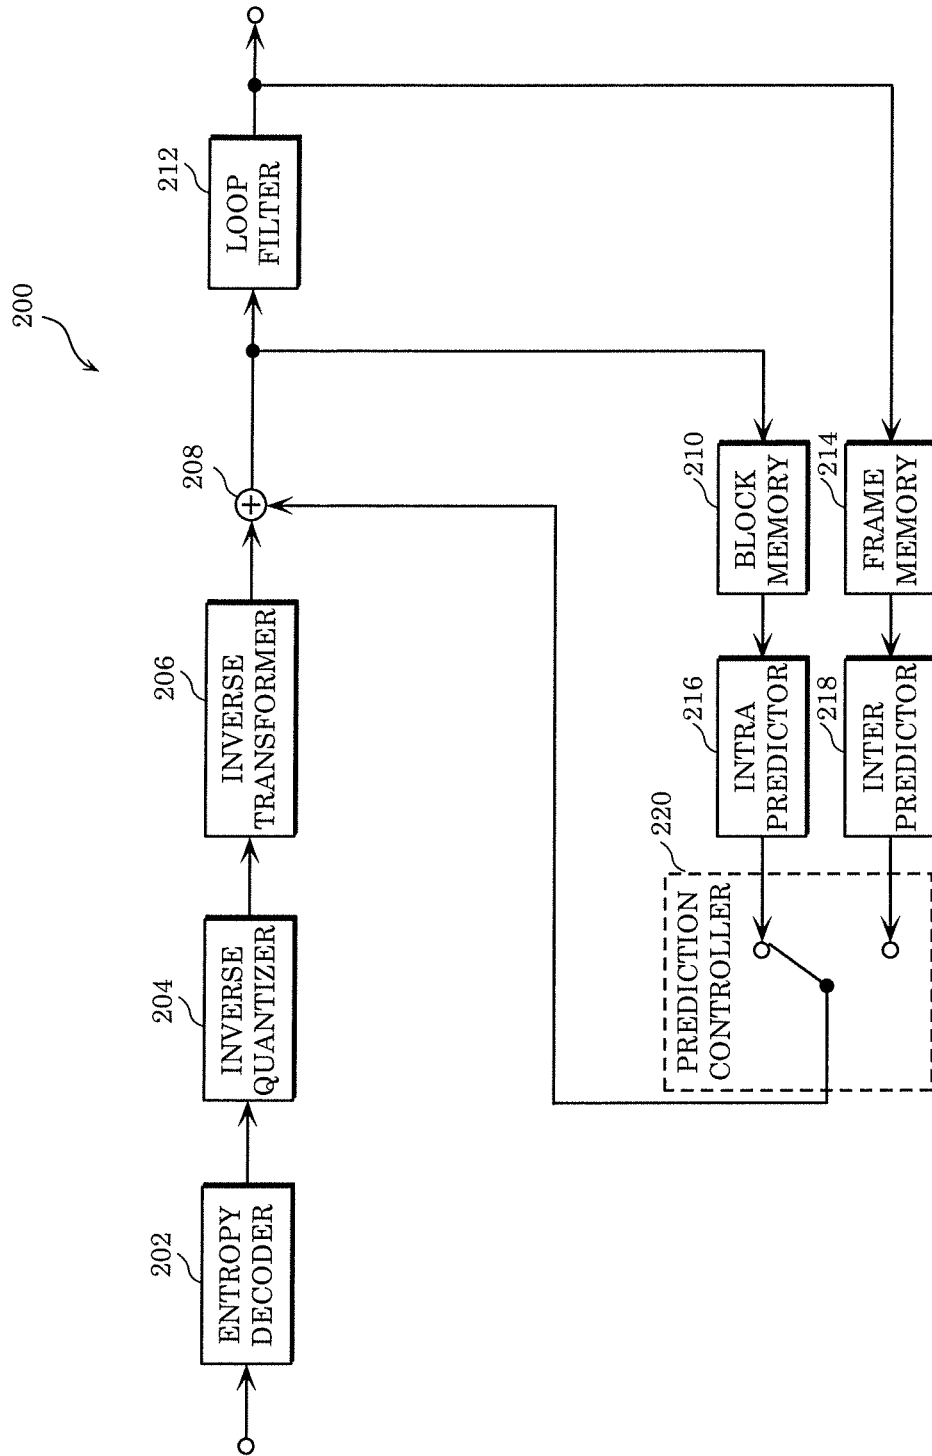 200
202
ENTROPY
DECODER
204
INVERSE
QUANTIZER
206
INVERSE
TRANSFORMER
208
+
212
LOOP
FILTER
220
PREDICTION
CONTROLLER
216
INTRA
PREDICTOR
210
BLOCK
MEMORY
218
INTER
PREDICTOR
214
FRAME
MEMORY